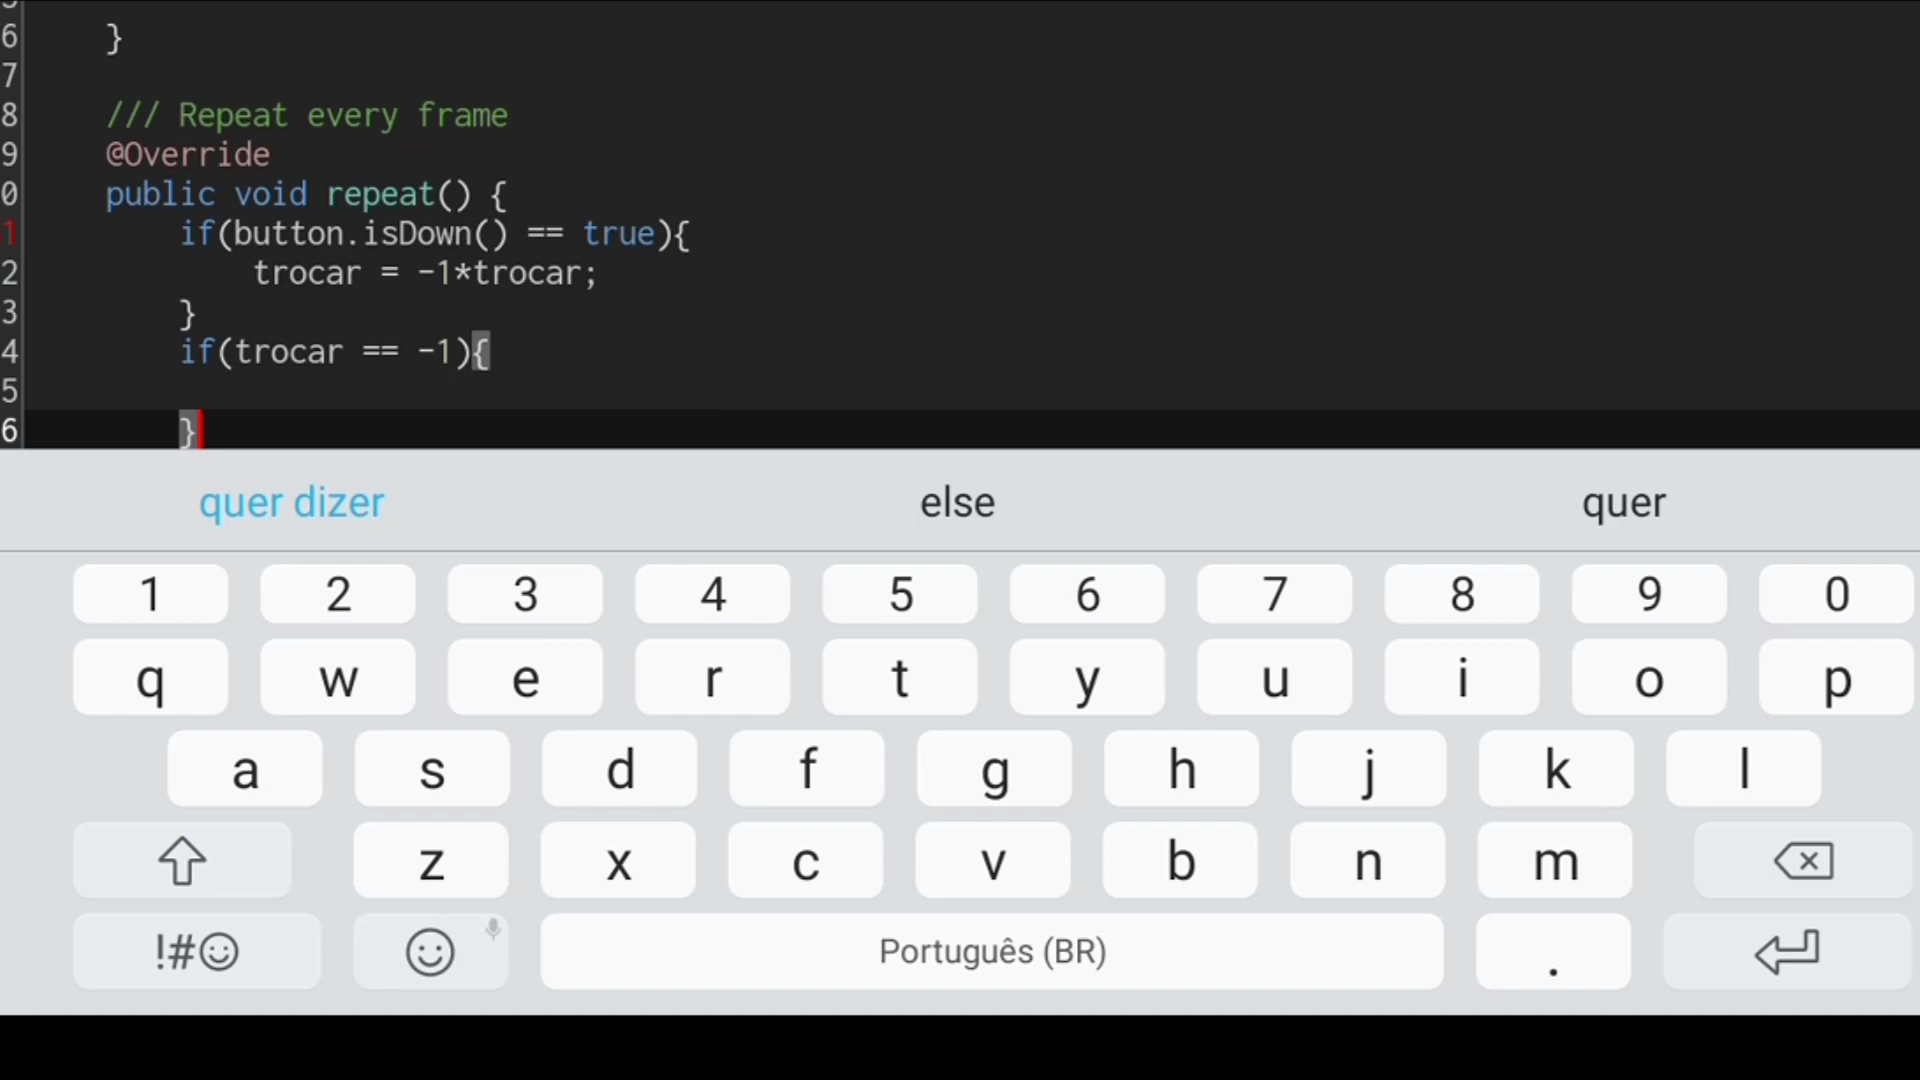 6 }
7
8 /// Repeat every frame
9 @Override
0 public void repeat() {
1 if(button.isDown() == true){
2 trocar = -1*trocar;
3 }
4 if(trocar == -1){
5
6 }
quer dizer else quer
1 2 3 4 5 6 7 8 9 0
q w e r t y u i o p
a s d f g h j k l
z x c v b n m
!#☺ Português (BR) .